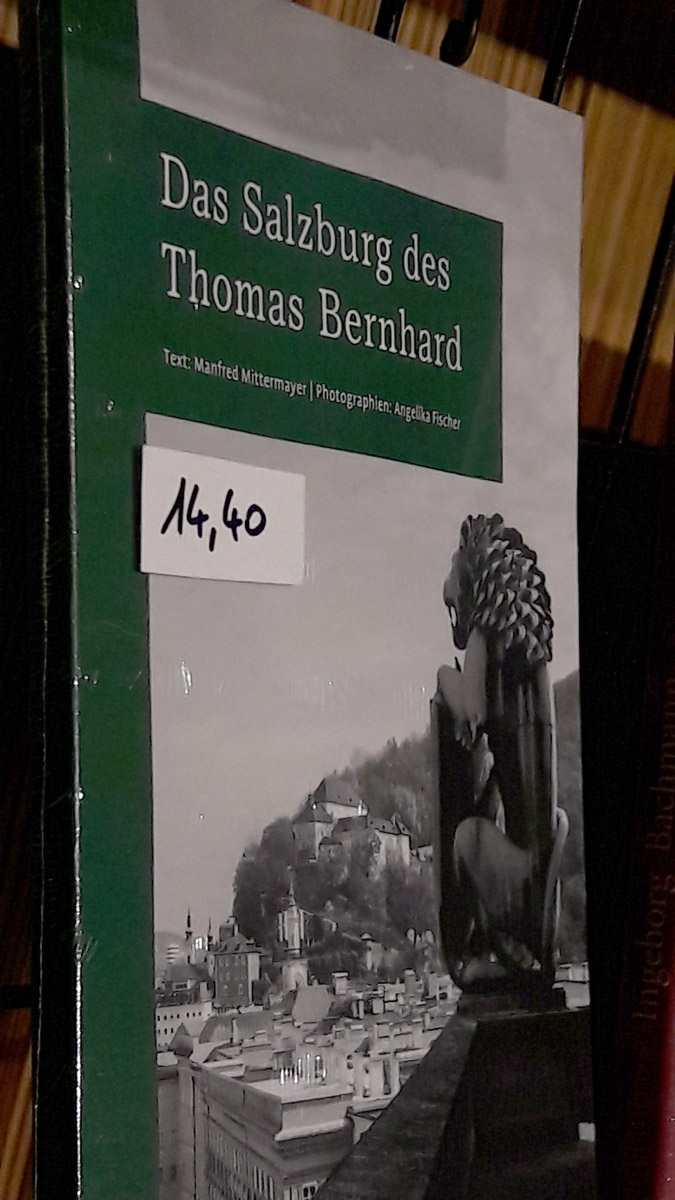 Das Salzburg des
Thomas Bernhard
Text: Manfred Mittermayer | Photographien: Angelika Fischer
14,40
Ingeborg Bachmann